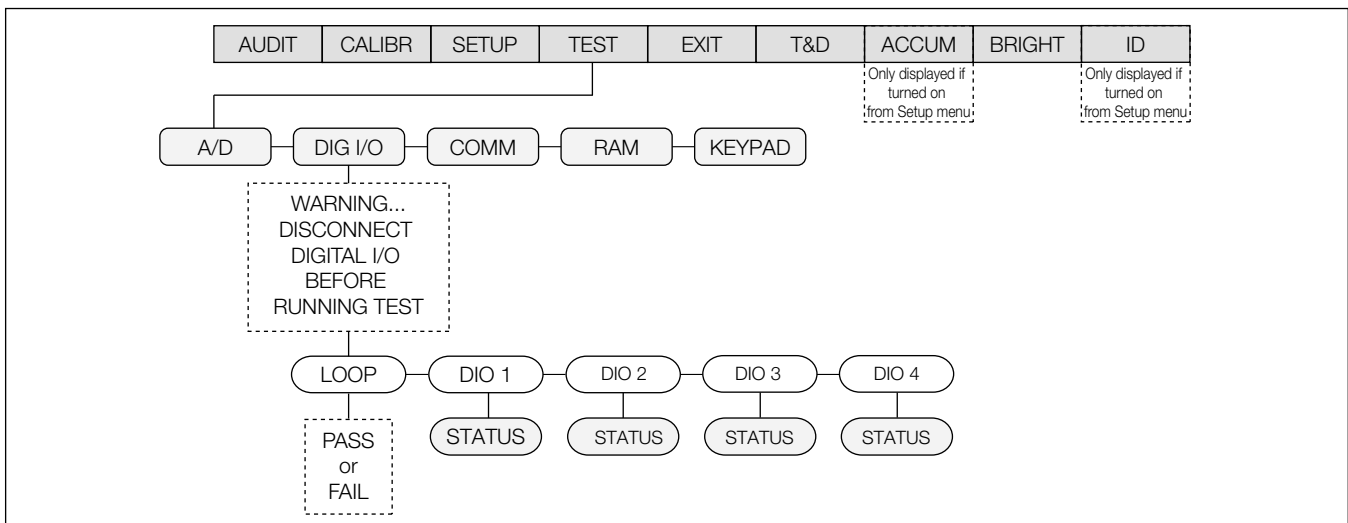 AUDIT CALIBR SETUP TEST EXIT T&D ACCUM BRIGHT ID
Only displayed if
turned on
from Setup menu
Only displayed if
turned on
from Setup menu
A/D DIG I/O COMM RAM KEYPAD
WARNING...
DISCONNECT
DIGITAL I/O
BEFORE
RUNNING TEST
LOOP DIO 1 DIO 2 DIO 3 DIO 4
STATUS STATUS STATUS STATUS
PASS
or
FAIL